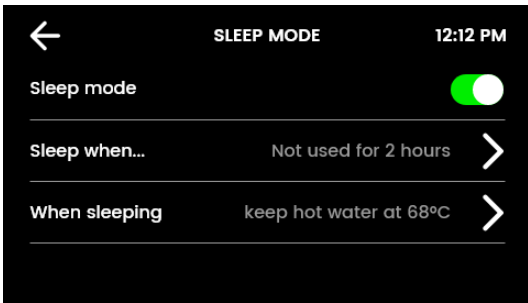 SLEEP MODE 12:12 PM
Sleep mode
Sleep when... Not used for 2 hours
When sleeping keep hot water at 68ºC